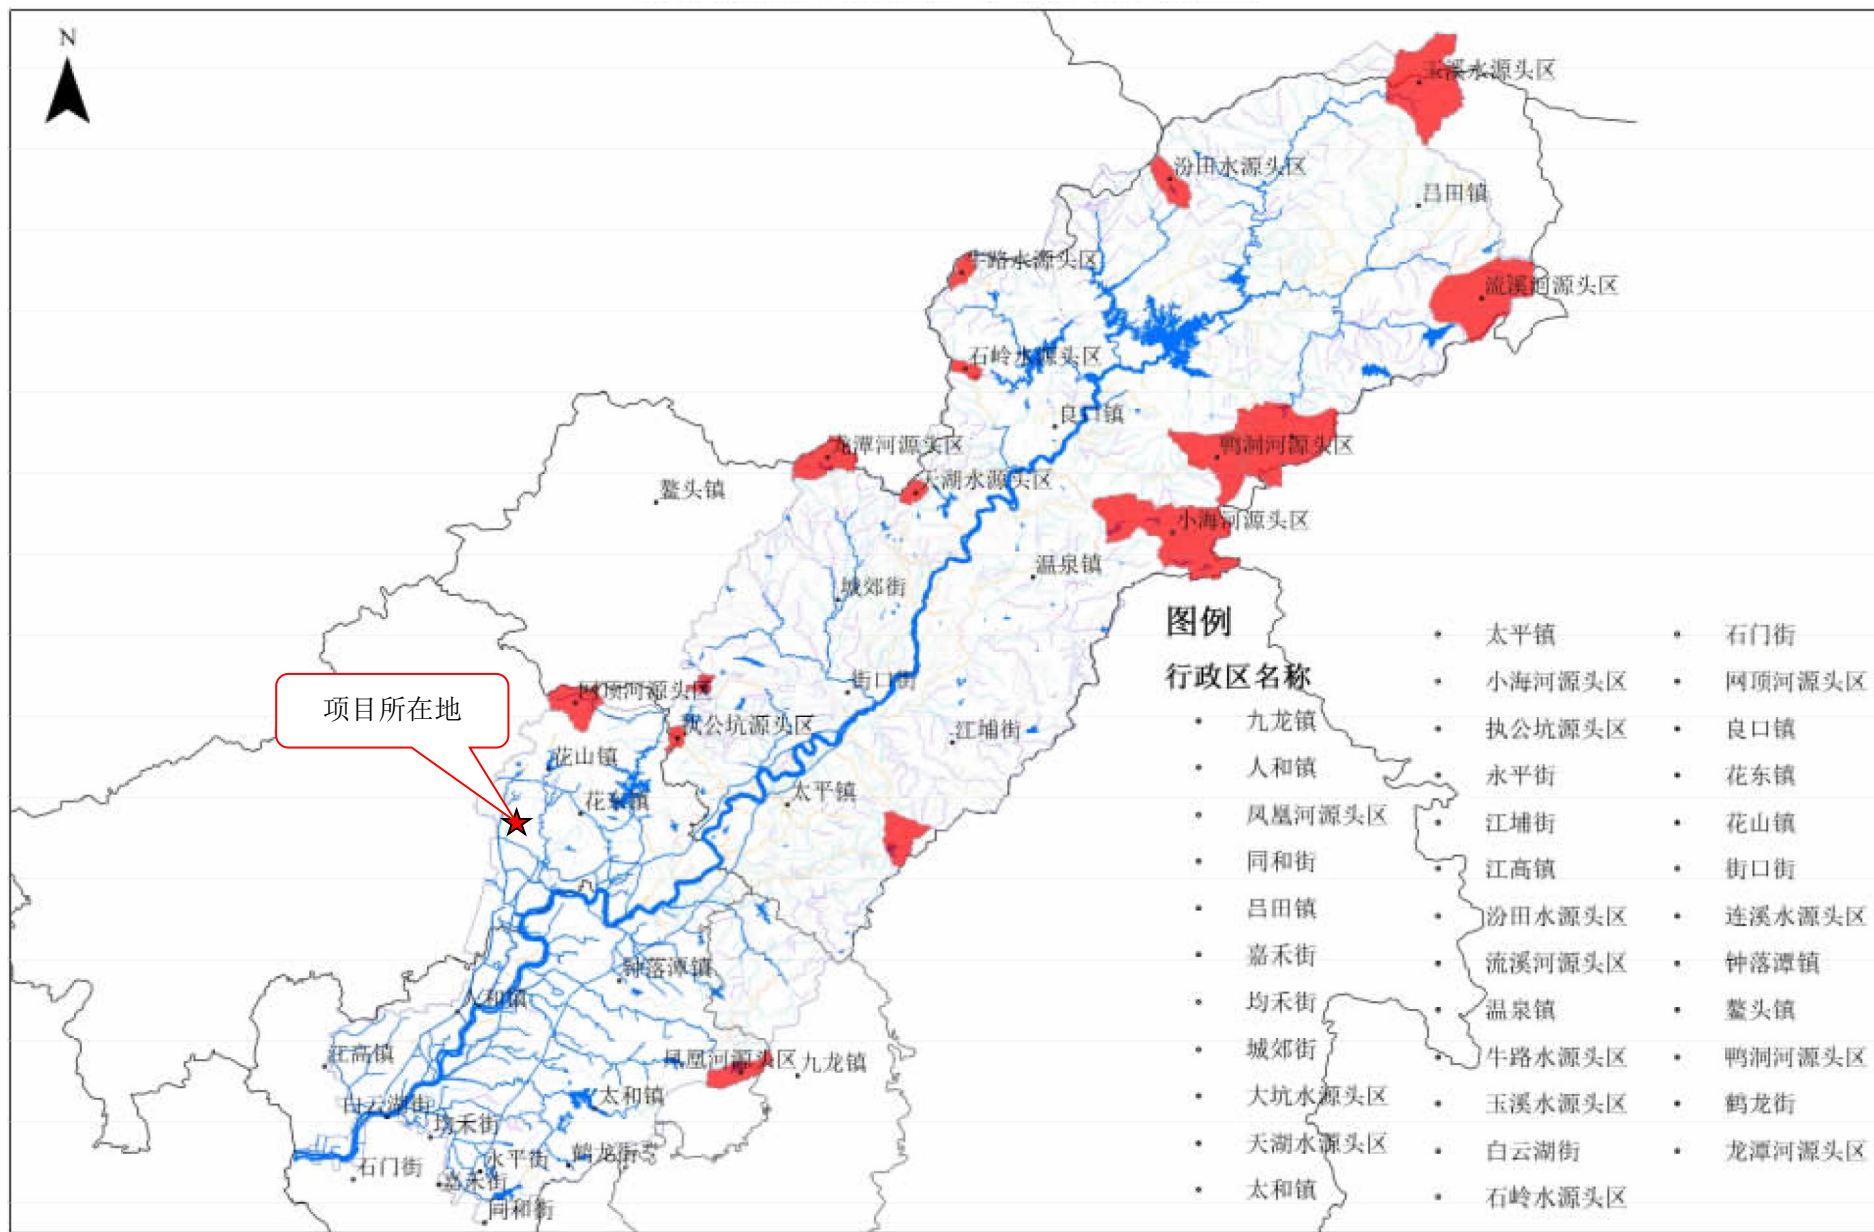 N
玉溪水源头区
汾田水源头区
吕田镇
牛路水源头区
流溪河源头区
石岭水源头区
良口镇
龙潭河源头区
鸭洞河源头区
天湖水源头区
鳌头镇
小海河源头区
温泉镇
城郊街
街口街
网顶河源头区
项目所在地
执公坑源头区
江埔街
花山镇
花东镇
太平镇
钟落潭镇
人和镇
江高镇
凤凰河源头区
九龙镇
太和镇
白云湖街
均禾街
鹤龙街
永平街
石门街
嘉禾街
同和街
图例
行政区名称
九龙镇
人和镇
凤凰河源头区
同和街
吕田镇
嘉禾街
均禾街
城郊街
大坑水源头区
天湖水源头区
太和镇
太平镇
小海河源头区
执公坑源头区
永平街
江埔街
江高镇
汾田水源头区
流溪河源头区
温泉镇
牛路水源头区
玉溪水源头区
白云湖街
石岭水源头区
石门街
网顶河源头区
良口镇
花东镇
花山镇
街口街
连溪水源头区
钟落潭镇
鳌头镇
鸭洞河源头区
鹤龙街
龙潭河源头区